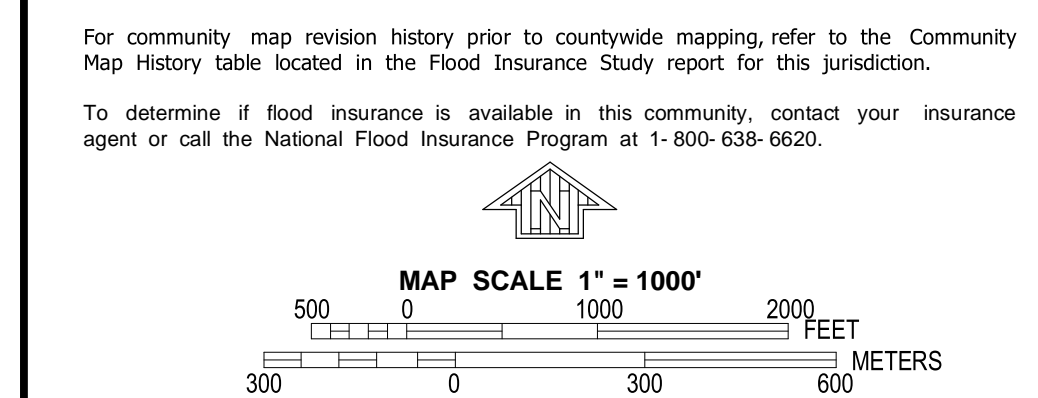 For community map revision history prior to countywide mapping, refer to the Community
Map History table located in the Flood Insurance Study report for this jurisdiction.
To determine if flood insurance is available in this community, contact your insurance
agent or call the National Flood Insurance Program at 1- 800- 638- 6620.
N
MAP SCALE 1" = 1000'
500 0 1000 2000
FEET
METERS
300 0 300 600